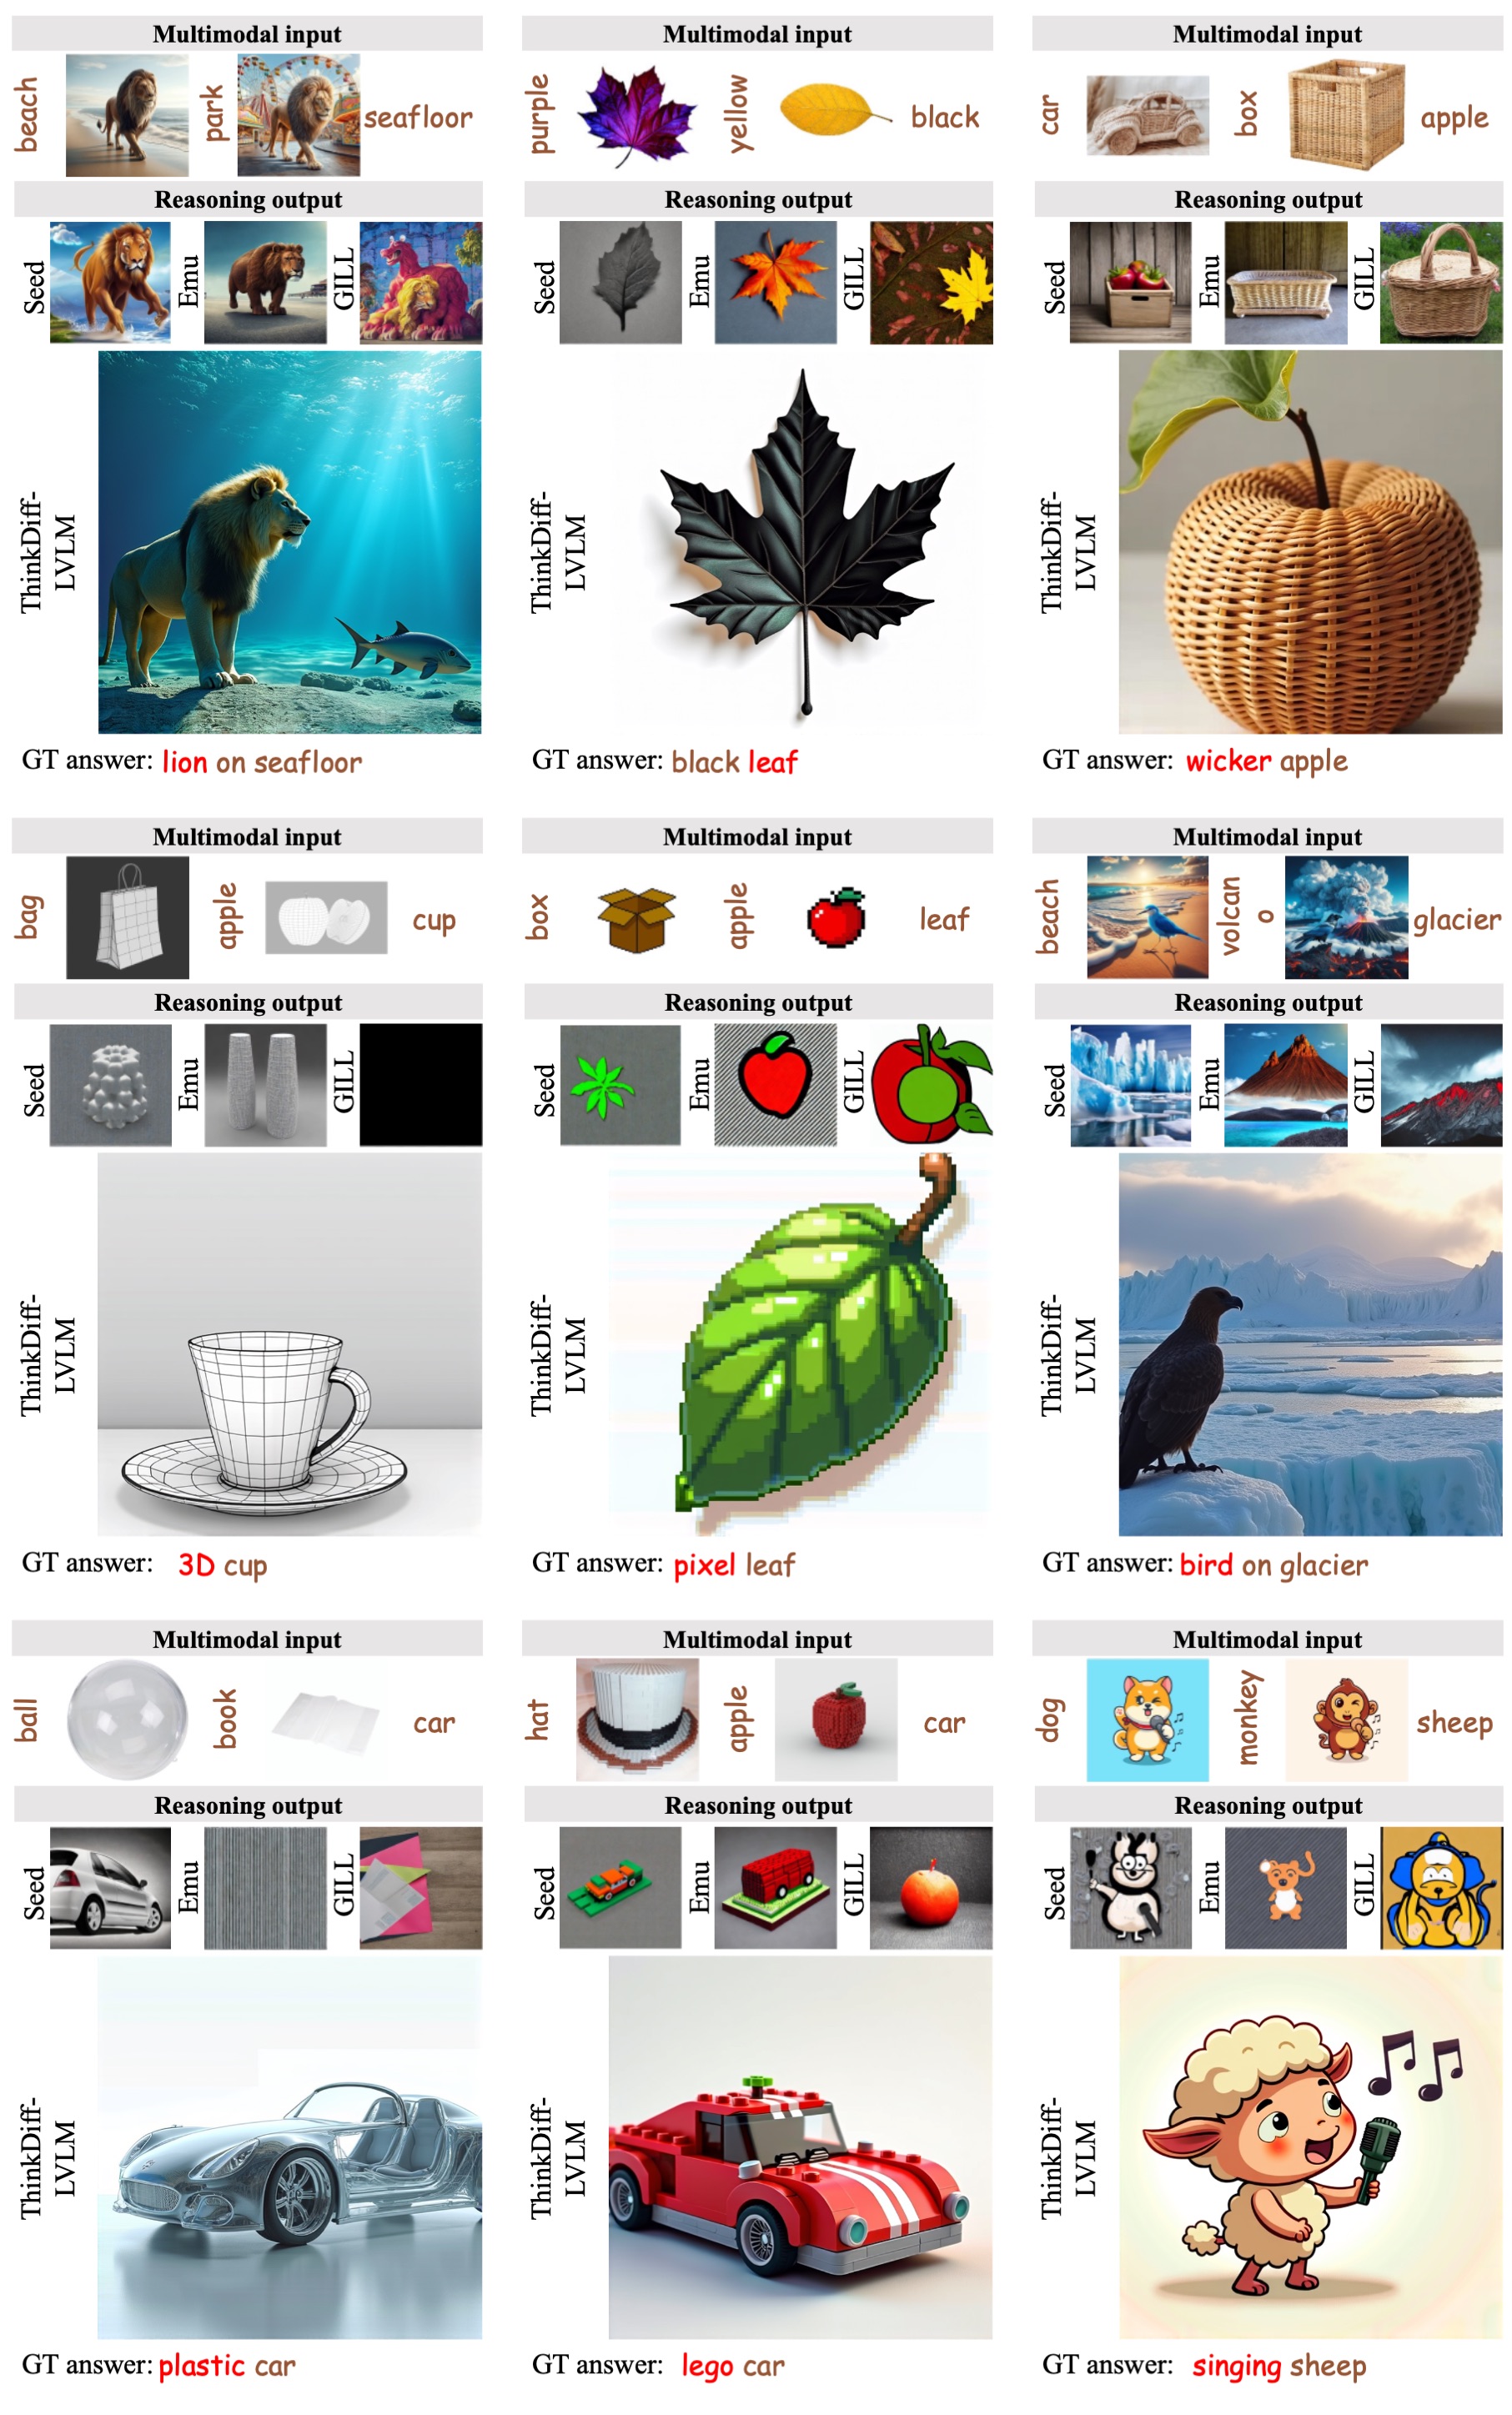 Multimodal input
beach
park
seafloor
Reasoning output
Seed
Emu
GILL
ThinkDiff-
LVLM
GT answer: lion on seafloor
Multimodal input
purple
yellow
black
Reasoning output
Seed
Emu
GILL
ThinkDiff-
LVLM
GT answer: black leaf
Multimodal input
car
box
apple
Reasoning output
Seed
Emu
GILL
ThinkDiff-
LVLM
GT answer: wicker apple
Multimodal input
bag
apple
cup
Reasoning output
Seed
Emu
GILL
ThinkDiff-
LVLM
GT answer: 3D cup
Multimodal input
box
apple
leaf
Reasoning output
Seed
Emu
GILL
ThinkDiff-
LVLM
GT answer: pixel leaf
Multimodal input
beach
volcan
o
glacier
Reasoning output
Seed
Emu
GILL
ThinkDiff-
LVLM
GT answer: bird on glacier
Multimodal input
ball
book
car
Reasoning output
Seed
Emu
GILL
ThinkDiff-
LVLM
GT answer: plastic car
Multimodal input
hat
apple
car
Reasoning output
Seed
Emu
GILL
ThinkDiff-
LVLM
GT answer: lego car
Multimodal input
dog
monkey
sheep
Reasoning output
Seed
Emu
GILL
ThinkDiff-
LVLM
GT answer: singing sheep